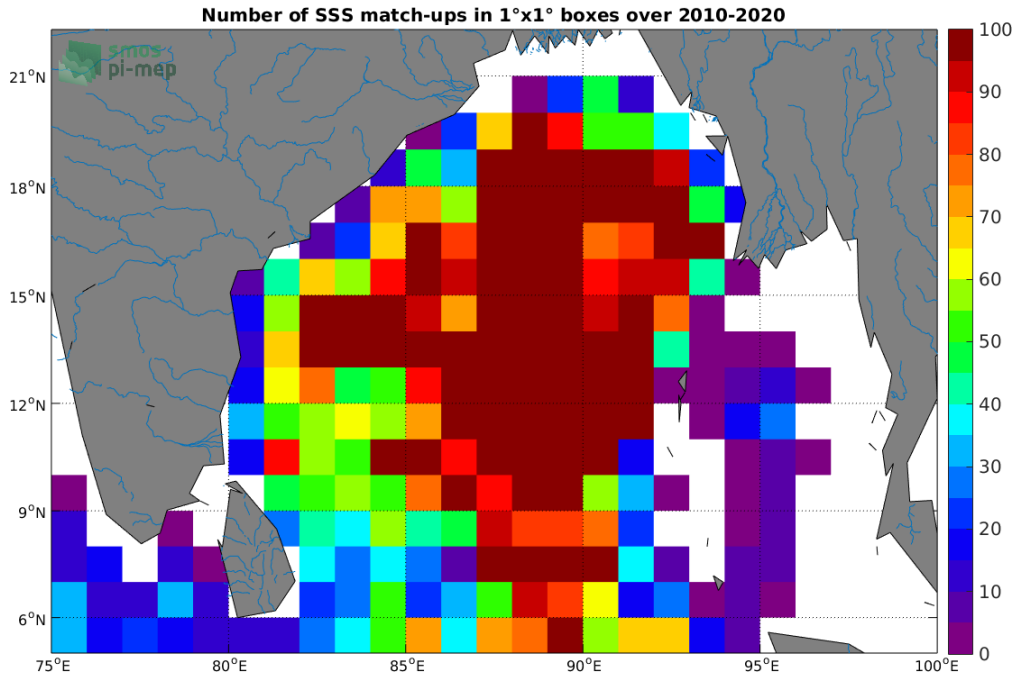 Number of SSS match-ups in 1°x1° boxes over 2010-2020
smos
pi-mep
21°N
18°N
15°N
12°N
9°N
6°N
75°E
80°E
85°E
90°E
95°E
100°E
100
90
80
70
60
50
40
30
20
10
0